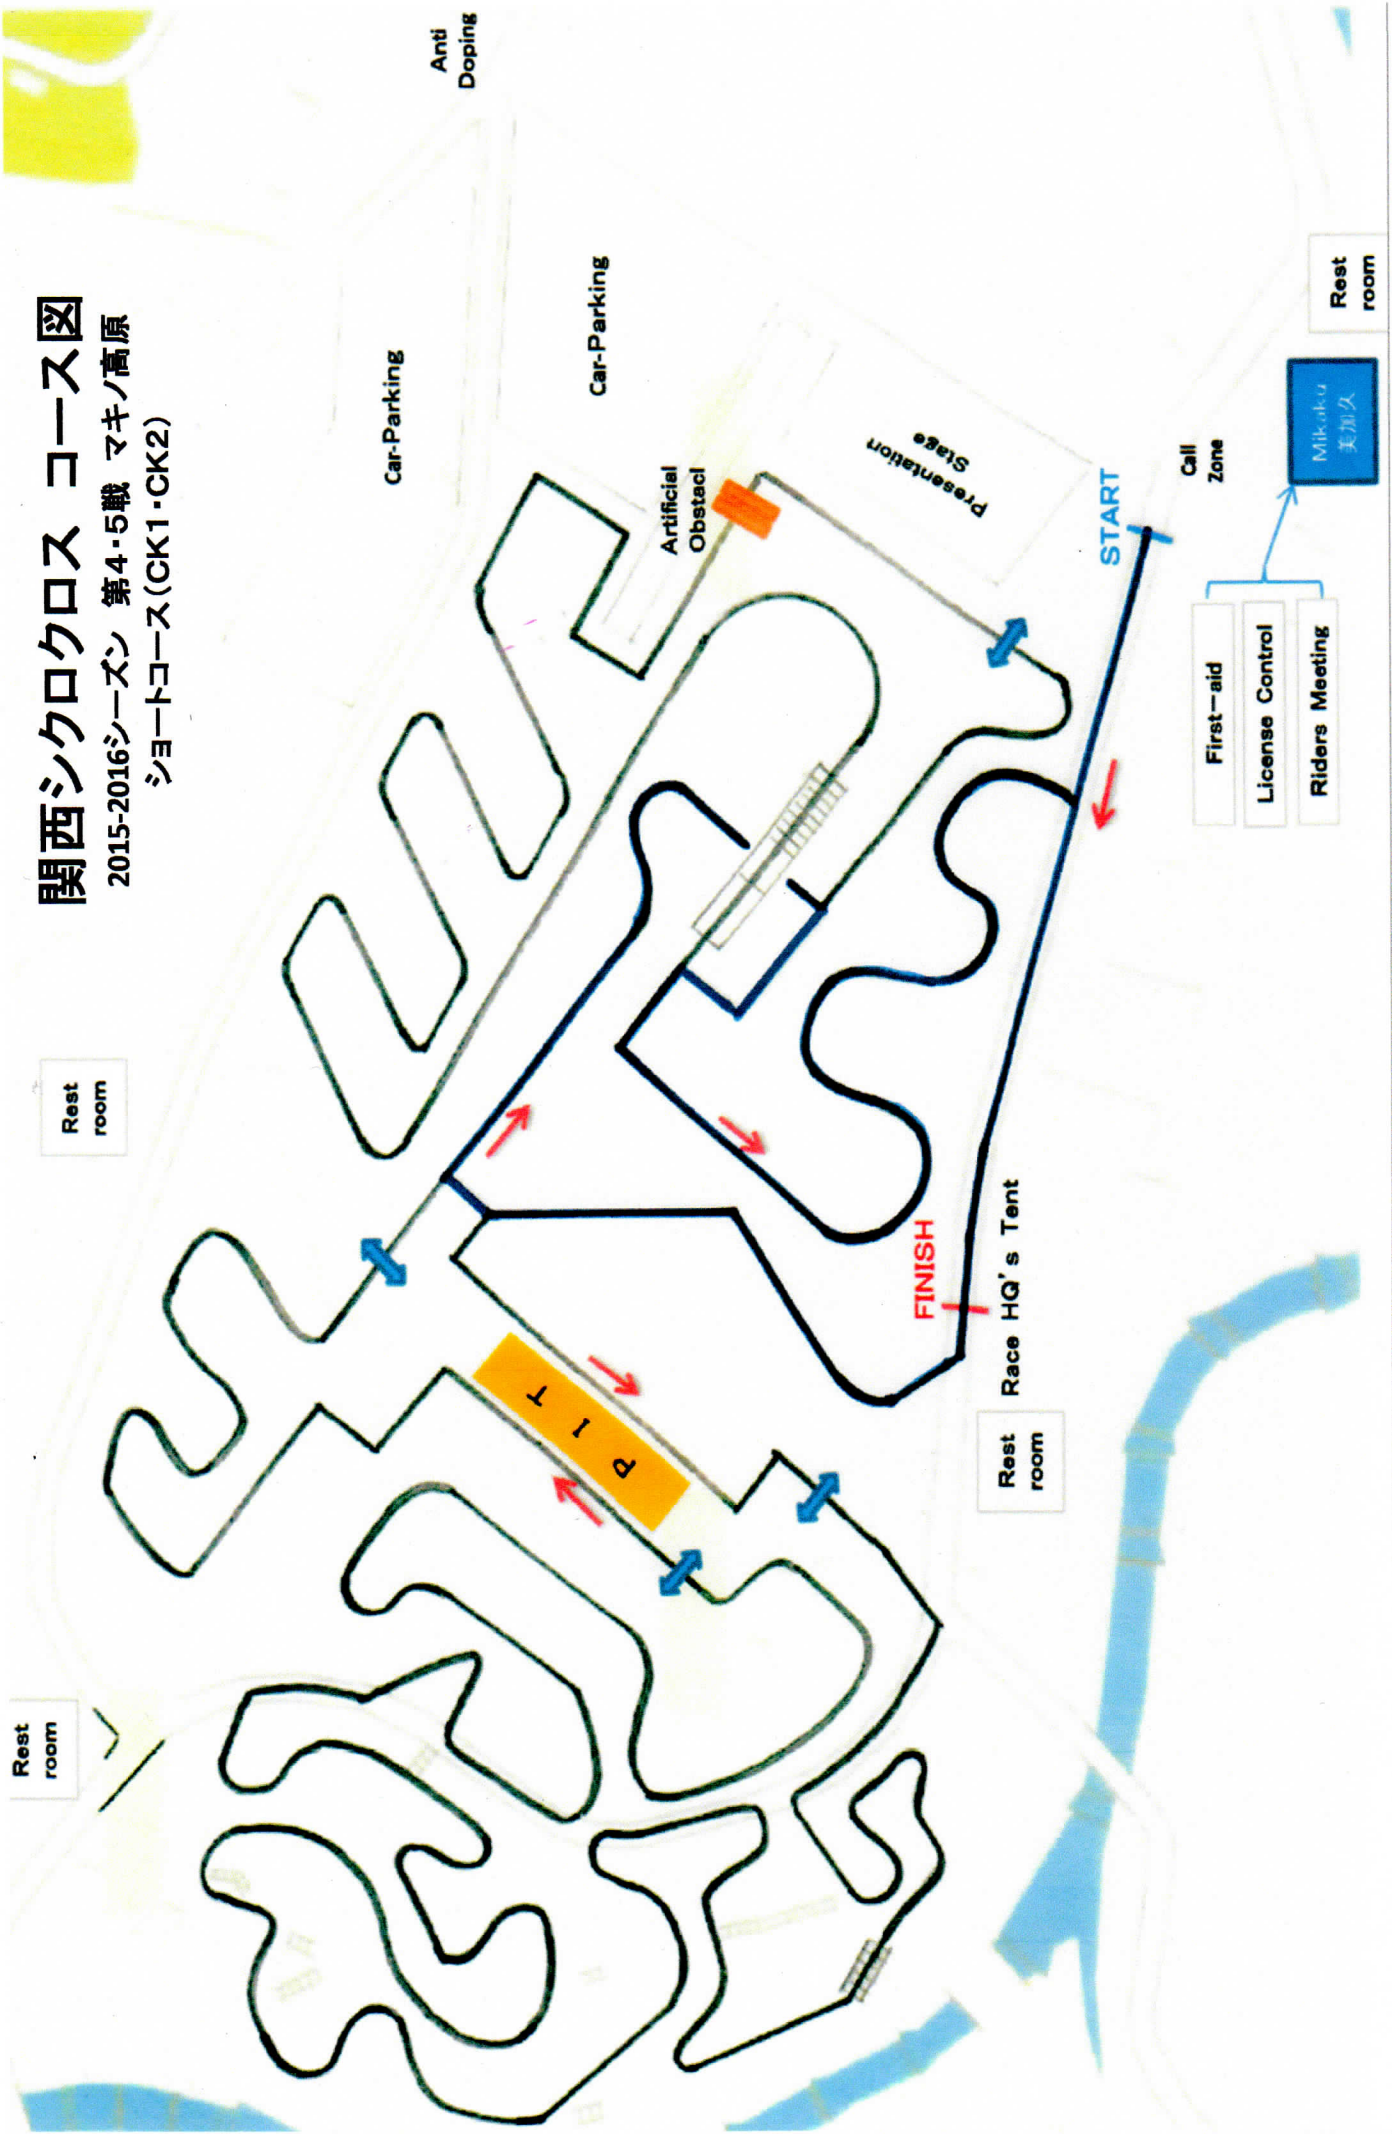 関西シクロクロス コース図
2015-2016シーズン 第4・5戦 マキノ高原
ショートコース(CK1・CK2)
Rest
room
Rest
room
Anti
Doping
Car-Parking
Car-Parking
Artificial
Obstacl
Presentation
Stage
PIT
FINISH
START
Call
Zone
Rest
room
Race HQ's Tent
First-aid
License Control
Riders Meeting
Mikaku
美加久
Rest
room